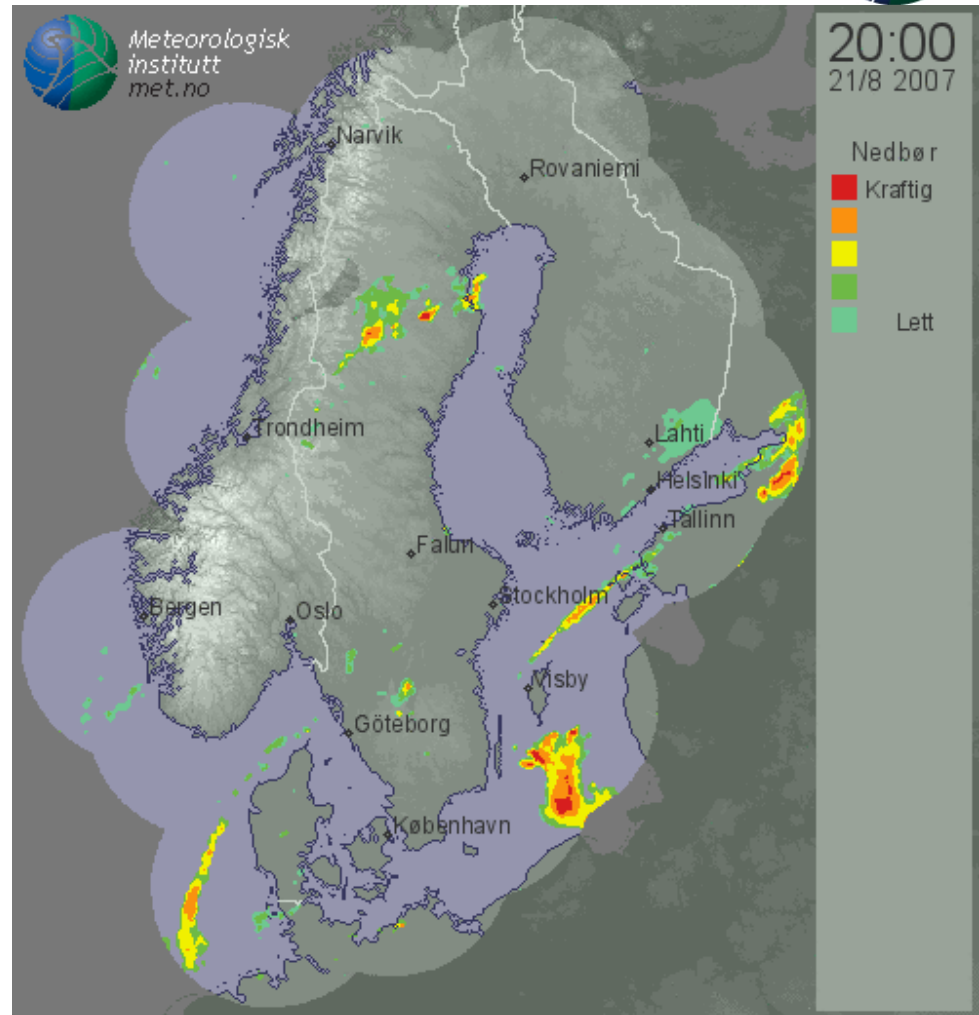 Meteorologisk
institutt
met.no
20:00
21/8 2007
Nedbør
Kraftig
Lett
Narvik
Rovaniemi
Trondheim
Lahti
Helsinki
Tallinn
Falun
Stockholm
Bergen
Oslo
Visby
Göteborg
København